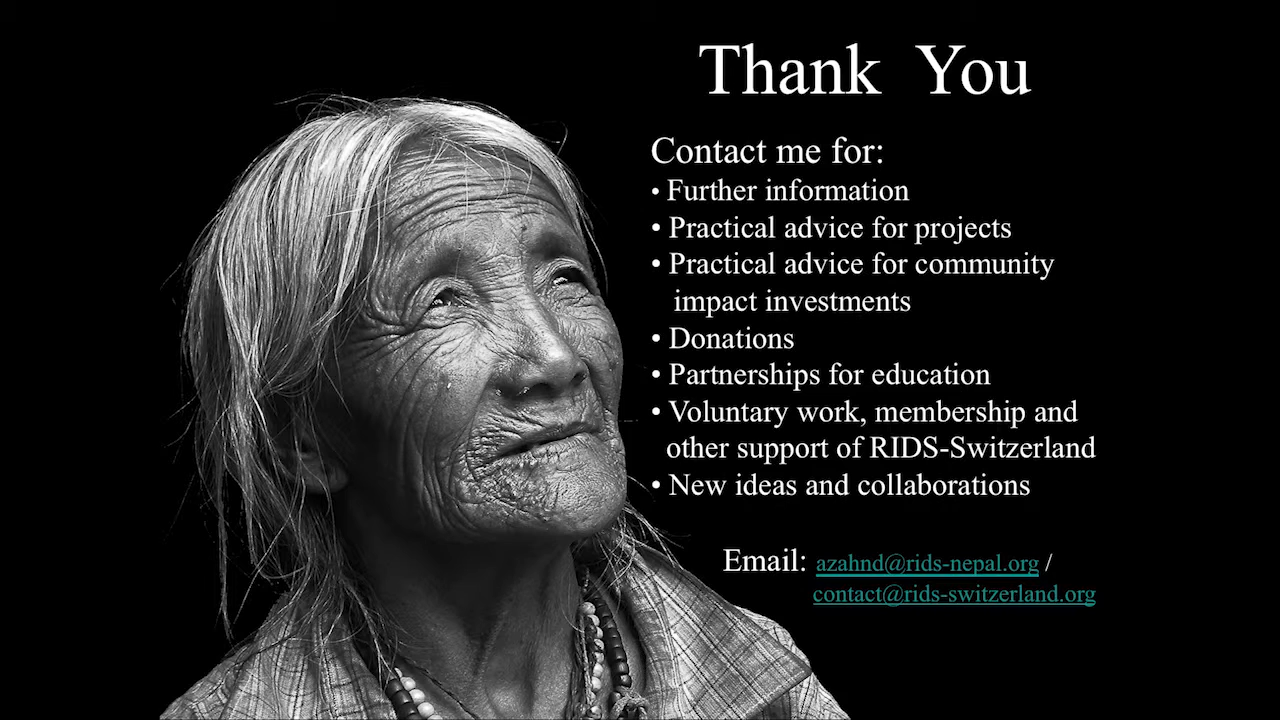 Thank You
Contact me for:
• Further information
• Practical advice for projects
• Practical advice for community
impact investments
• Donations
• Partnerships for education
• Voluntary work, membership and
other support of RIDS-Switzerland
• New ideas and collaborations
Email: azahnd@rids-nepal.org /
contact@rids-switzerland.org